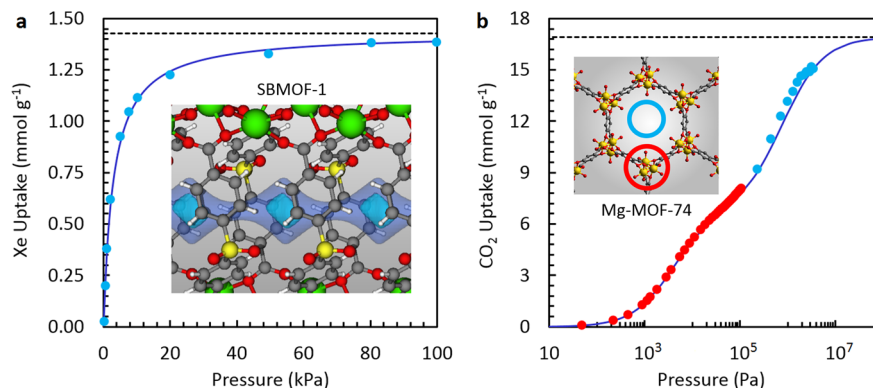 a
1.50
1.25
1.00
0.75
0.50
0.25
0.00
Xe Uptake (mmol g⁻¹)
SBMOF-1
0 20 40 60 80 100
Pressure (kPa)
b
18
15
12
9
6
3
0
CO₂ Uptake (mmol g⁻¹)
Mg-MOF-74
10 10³ 10⁵ 10⁷
Pressure (Pa)